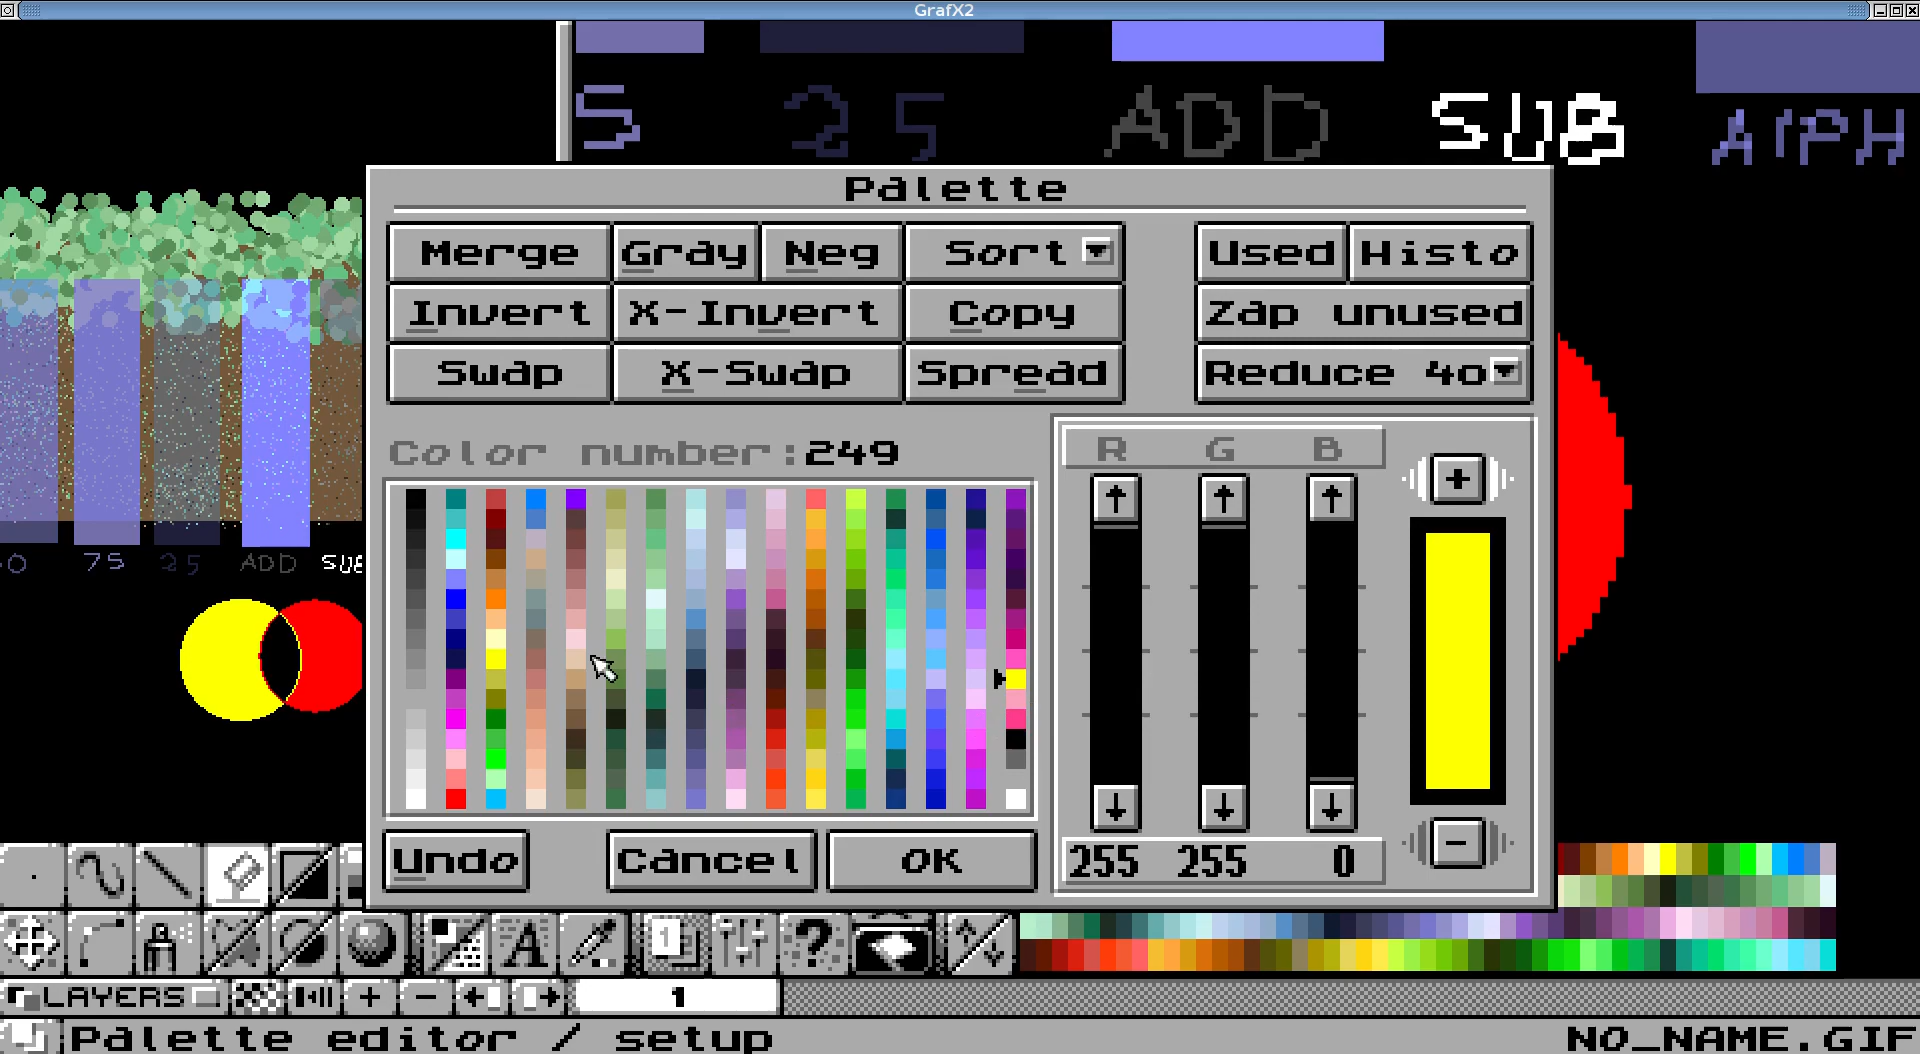 GrafX2
5 25 ADD SUB AlPH
Palette
Merge Gray Neg Sort Used Histo
Invert X-Invert Copy Zap unused
Swap X-Swap Spread Reduce 40
Color number:249
R G B
+
0 75 25 ADD SUB
-
Undo Cancel OK
255 255 0
LAYERS + - 1
Palette editor / setup NO_NAME.GIF